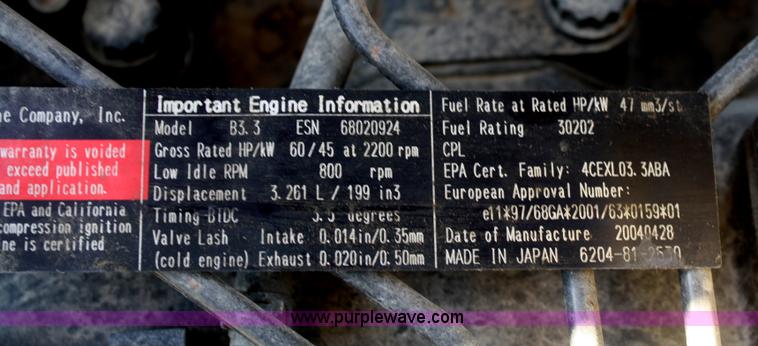 ne Company, Inc.
warranty is voided
exceed published
and application.
EPA and California
compression ignition
ne is certified
Important Engine Information
Model B3.3 ESN 68020924
Gross Rated HP/kW 60/45 at 2200 rpm
Low Idle RPM 800 rpm
Displacement 3.261 L / 199 in3
Timing BTDC degrees
Valve Lash Intake 0.014in/0.35mm
(cold engine) Exhaust 0.020in/0.50mm
Fuel Rate at Rated HP/kW 47 mm3/st
Fuel Rating 30202
CPL
EPA Cert. Family: 4CEXL03.3ABA
European Approval Number:
e11*97/68GA*2001/63*0159*01
Date of Manufacture 20040428
MADE IN JAPAN 6204-81-
www.purplewave.com